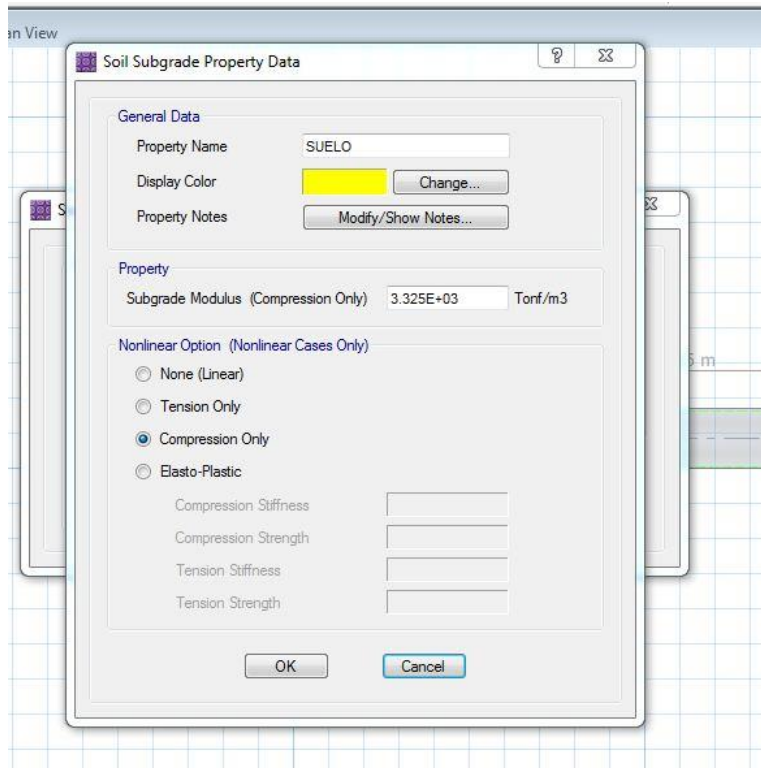 an View
Soil Subgrade Property Data
General Data
Property Name SUELO
Display Color Change...
Property Notes Modify/Show Notes...
S
Property
Subgrade Modulus (Compression Only) 3.325E+03 Tonf/m3
Nonlinear Option (Nonlinear Cases Only)
None (Linear)
5 m
Tension Only
Compression Only
Elasto-Plastic
Compression Stiffness
Compression Strength
Tension Stiffness
Tension Strength
OK Cancel